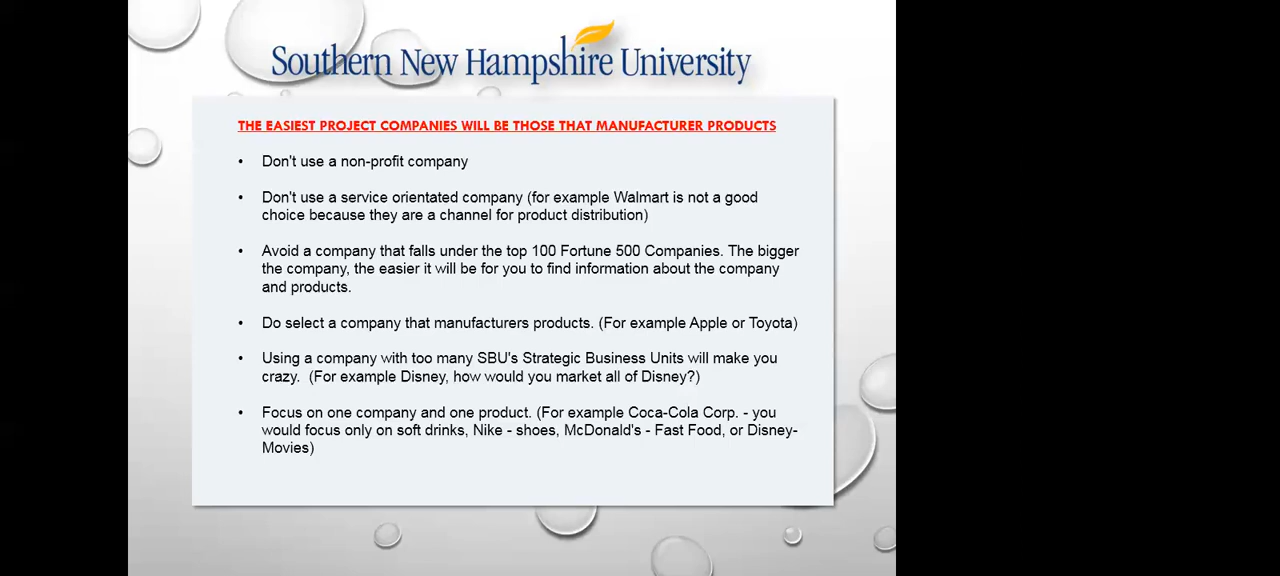 Southern New Hampshire University
THE EASIEST PROJECT COMPANIES WILL BE THOSE THAT MANUFACTURER PRODUCTS
• Don't use a non-profit company
• Don't use a service orientated company (for example Walmart is not a good
choice because they are a channel for product distribution)
• Avoid a company that falls under the top 100 Fortune 500 Companies. The bigger
the company, the easier it will be for you to find information about the company
and products.
• Do select a company that manufacturers products. (For example Apple or Toyota)
• Using a company with too many SBU's Strategic Business Units will make you
crazy. (For example Disney, how would you market all of Disney?)
• Focus on one company and one product. (For example Coca-Cola Corp. - you
would focus only on soft drinks, Nike - shoes, McDonald's - Fast Food, or Disney-
Movies)